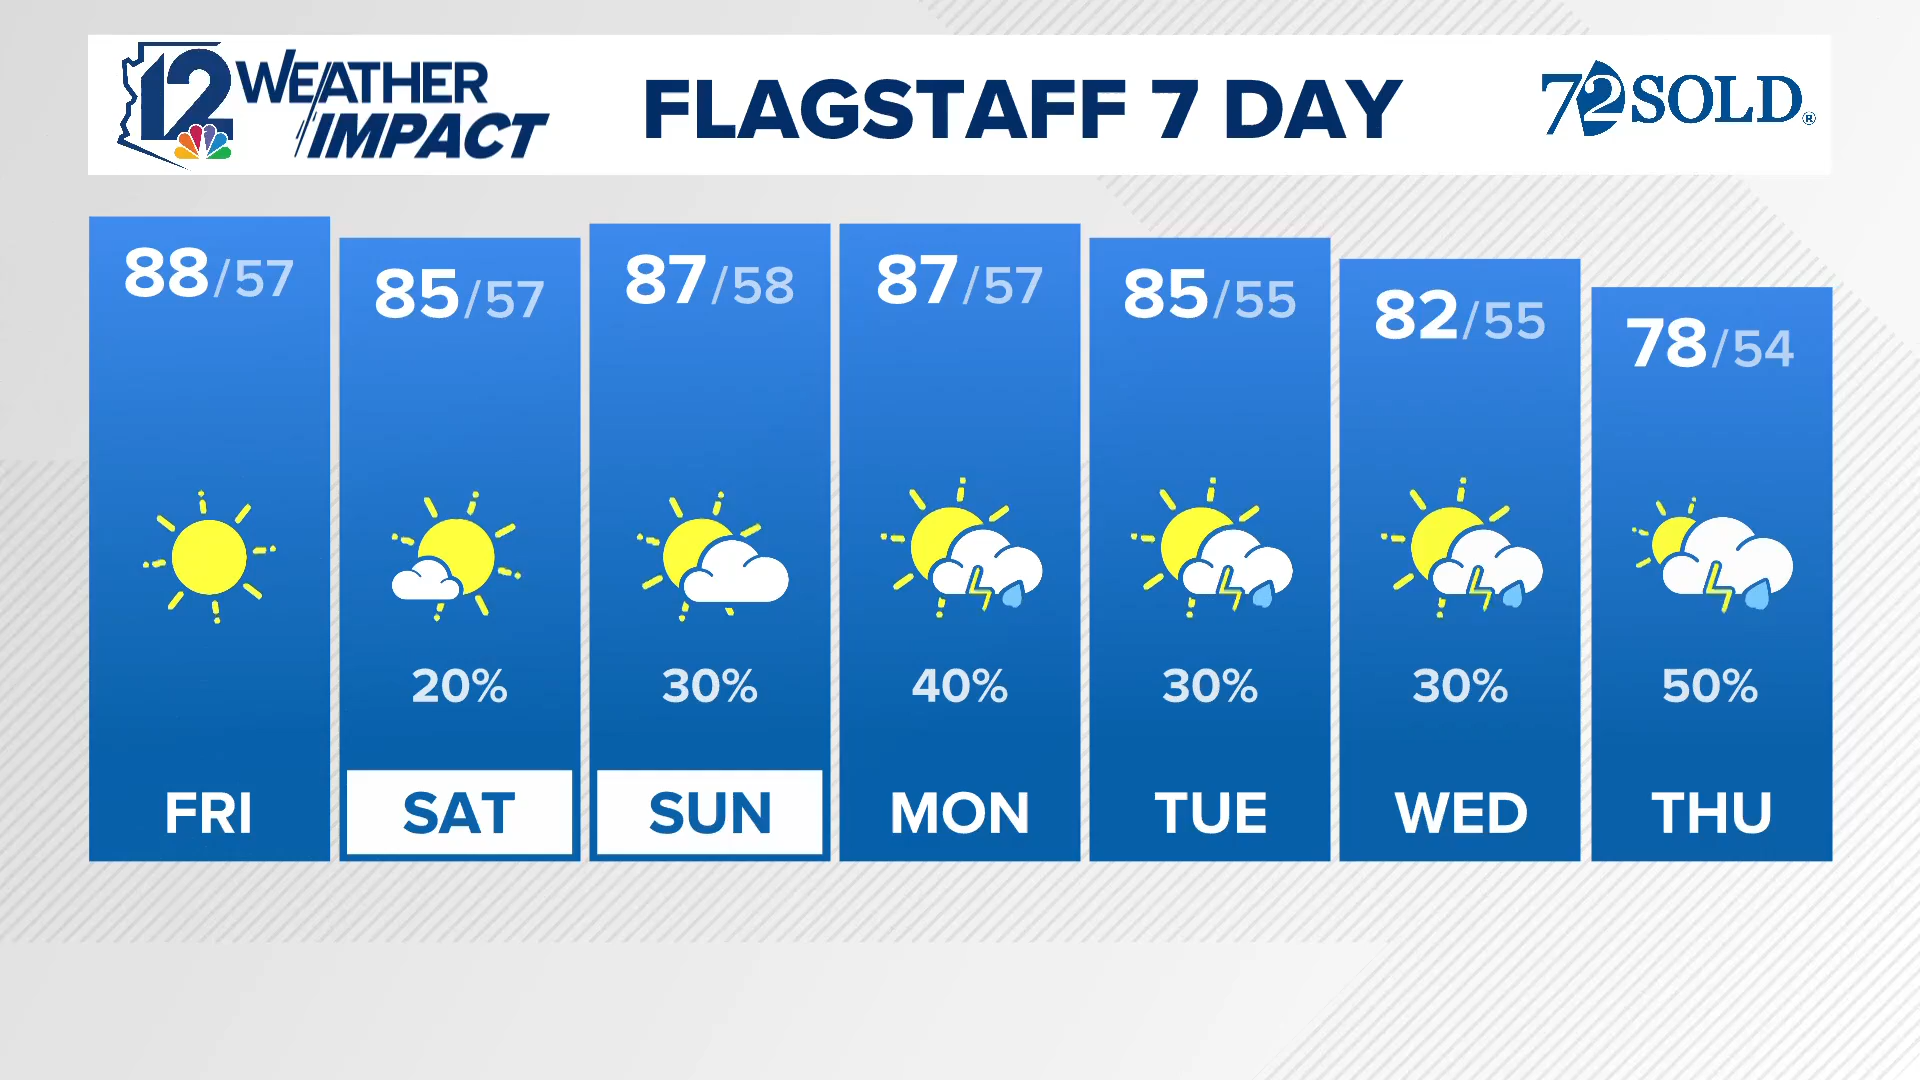 12 WEATHER IMPACT
FLAGSTAFF 7 DAY
72SOLD®
88/57
85/57
87/58
87/57
85/55
82/55
78/54
20%
30%
40%
30%
30%
50%
FRI
SAT
SUN
MON
TUE
WED
THU